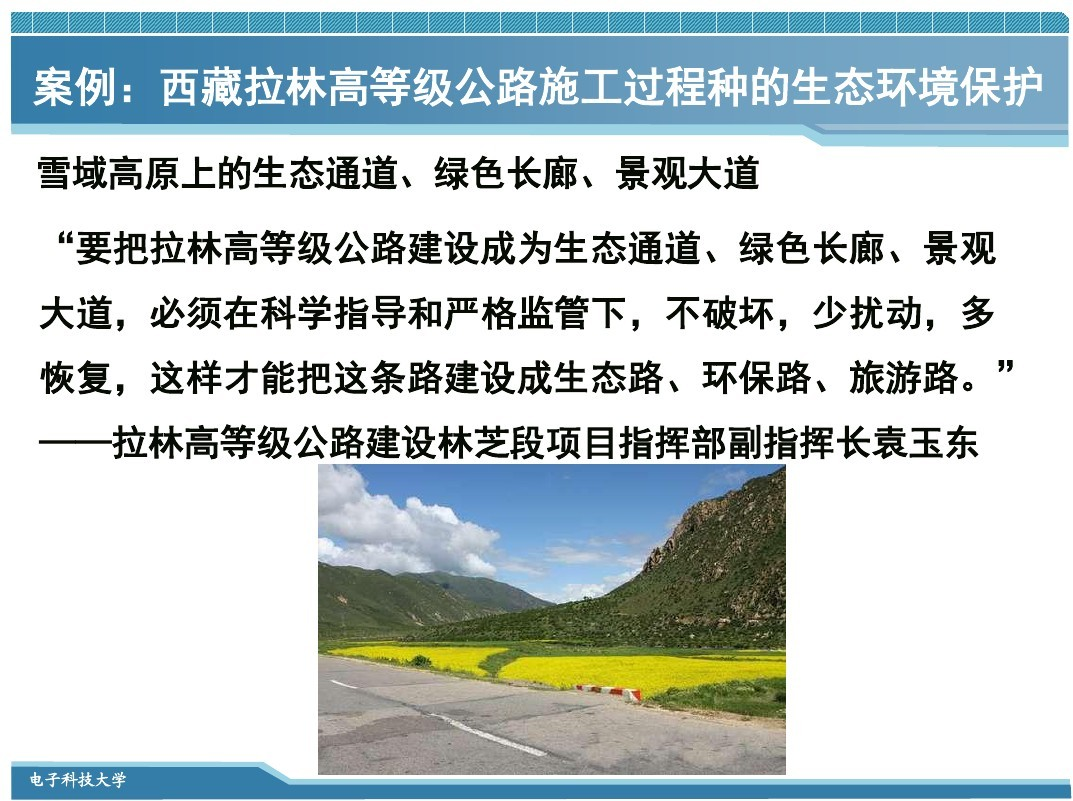 案例：西藏拉林高等级公路施工过程种的生态环境保护
雪域高原上的生态通道、绿色长廊、景观大道
“要把拉林高等级公路建设成为生态通道、绿色长廊、景观
大道，必须在科学指导和严格监管下，不破坏，少扰动，多
恢复，这样才能把这条路建设成生态路、环保路、旅游路。”
——拉林高等级公路建设林芝段项目指挥部副指挥长袁玉东
电子科技大学